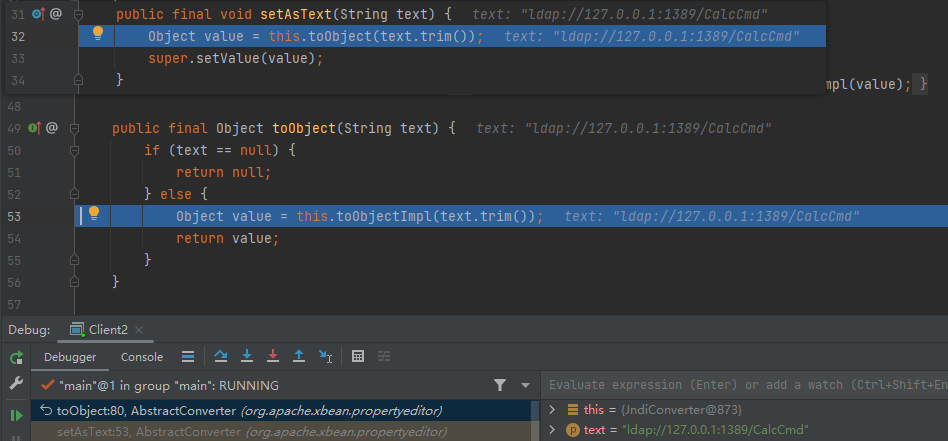 31 @ public final void setAsText(String text) { text: "ldap://127.0.0.1:1389/CalcCmd"
32 Object value = this.toObject(text.trim()); text: "ldap://127.0.0.1:1389/CalcCmd"
33 super.setValue(value);
34 }
mpl(value); }
48
49 @ public final Object toObject(String text) { text: "ldap://127.0.0.1:1389/CalcCmd"
50 if (text == null) {
51 return null;
52 } else {
53 Object value = this.toObjectImpl(text.trim()); text: "ldap://127.0.0.1:1389/CalcCmd"
54 return value;
55 }
56 }
57
Debug: Client2
Debugger Console
"main"@1 in group "main": RUNNING
Evaluate expression (Enter) or add a watch (Ctrl+Shift+En
toObject:80, AbstractConverter (org.apache.xbean.propertyeditor)
this = {JndiConverter@873}
setAsText:53, AbstractConverter (org.apache.xbean.propertyeditor)
p text = "ldap://127.0.0.1:1389/CalcCmd"